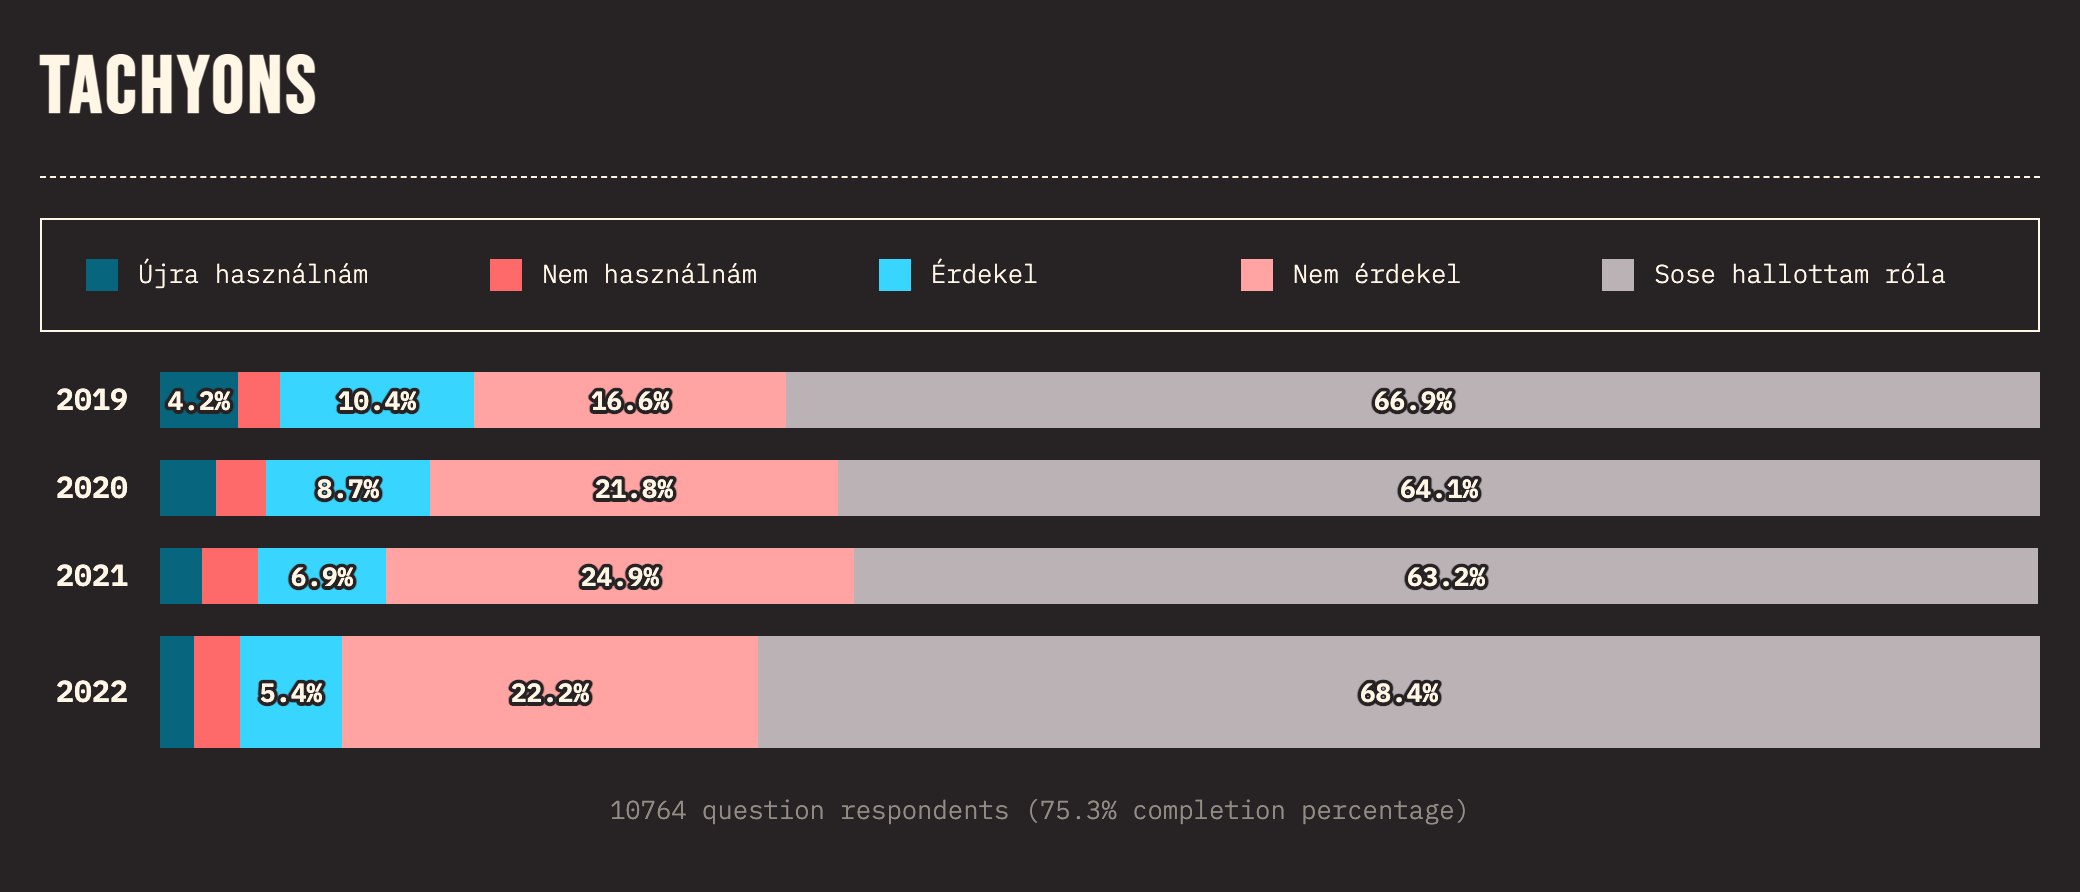 TACHYONS
Újra használnám Nem használnám Érdekel Nem érdekel Sose hallottam róla
2019 4.2% 10.4% 16.6% 66.9%
2020 8.7% 21.8% 64.1%
2021 6.9% 24.9% 63.2%
2022 5.4% 22.2% 68.4%
10764 question respondents (75.3% completion percentage)